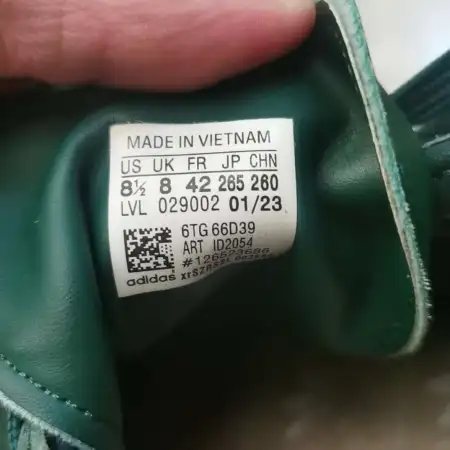 MADE IN VIETNAM
US UK FR JP CHN
8½ 8 42 265 260
LVL 029002 01/23
6TG 66D39
ART ID2054
adidas